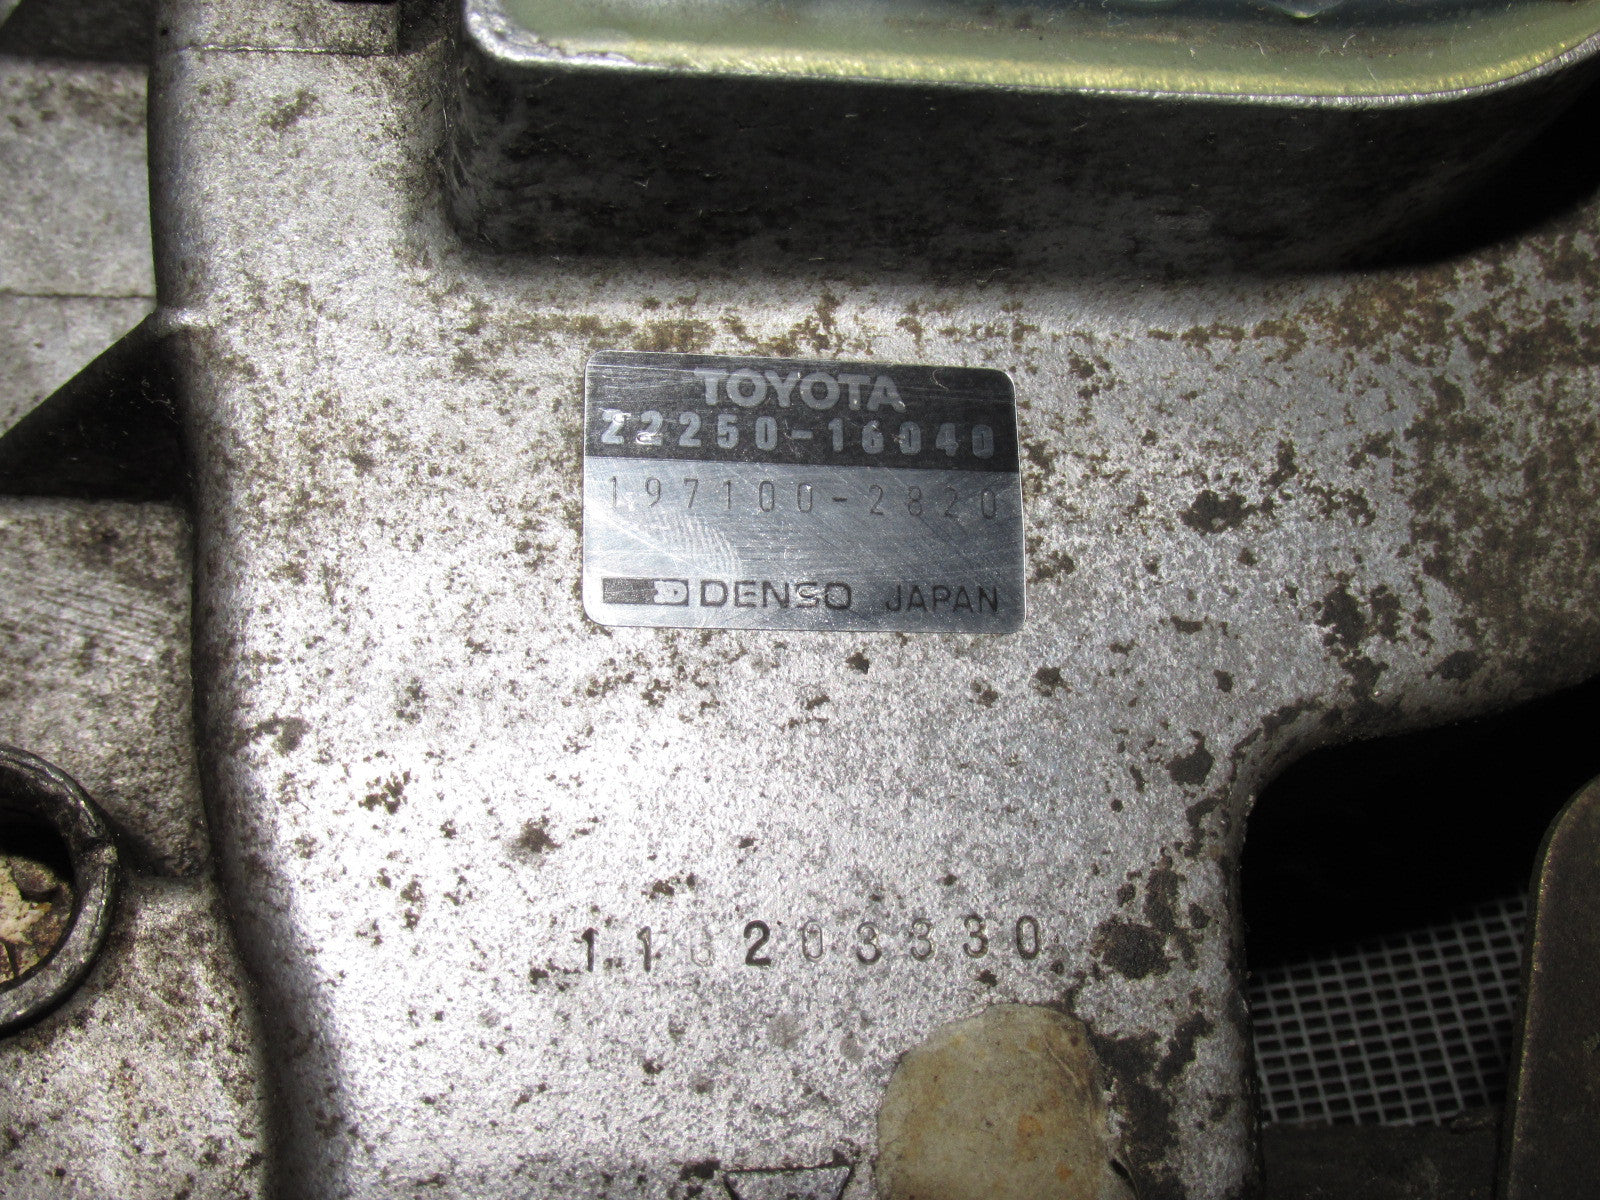 TOYOTA
22250-16040
197100-2820
DENSO JAPAN